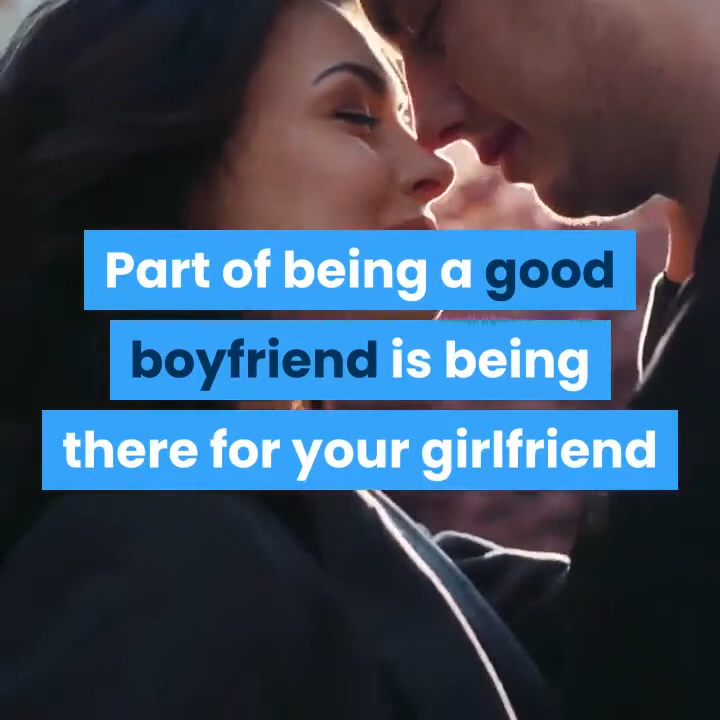 Part of being a good
boyfriend is being
there for your girlfriend